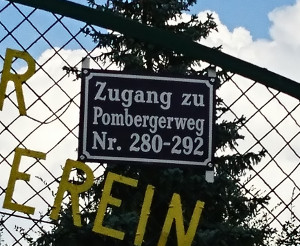 R
Zugang zu
Pombergerweg
Nr. 280-292
EREIN